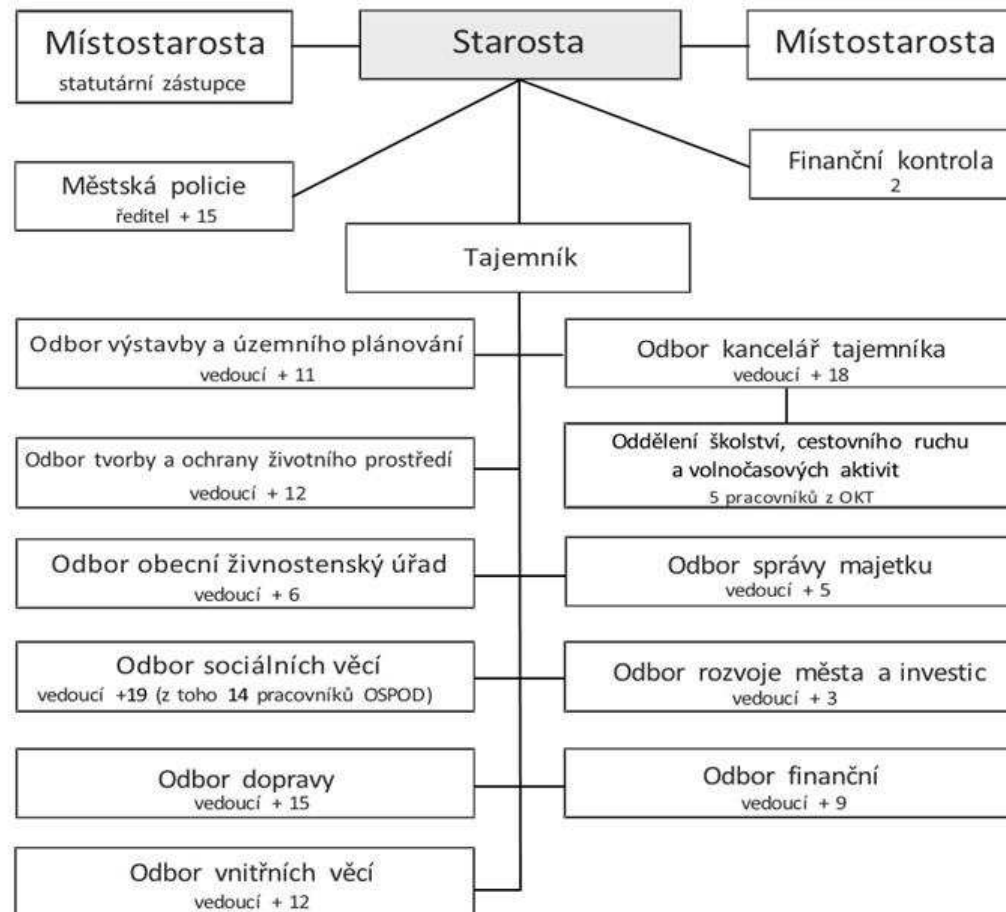 Místostarosta
statutární zástupce
Starosta
Místostarosta
Městská policie
ředitel + 15
Finanční kontrola
2
Tajemník
Odbor výstavby a územního plánování
vedoucí + 11
Odbor kancelář tajemníka
vedoucí + 18
Odbor tvorby a ochrany životního prostředí
vedoucí + 12
Oddělení školství, cestovního ruchu
a volnočasových aktivit
5 pracovníků z OKT
Odbor obecní živnostenský úřad
vedoucí + 6
Odbor správy majetku
vedoucí + 5
Odbor sociálních věcí
vedoucí +19 (z toho 14 pracovníků OSPOD)
Odbor rozvoje města a investic
vedoucí + 3
Odbor dopravy
vedoucí + 15
Odbor finanční
vedoucí + 9
Odbor vnitřních věcí
vedoucí + 12